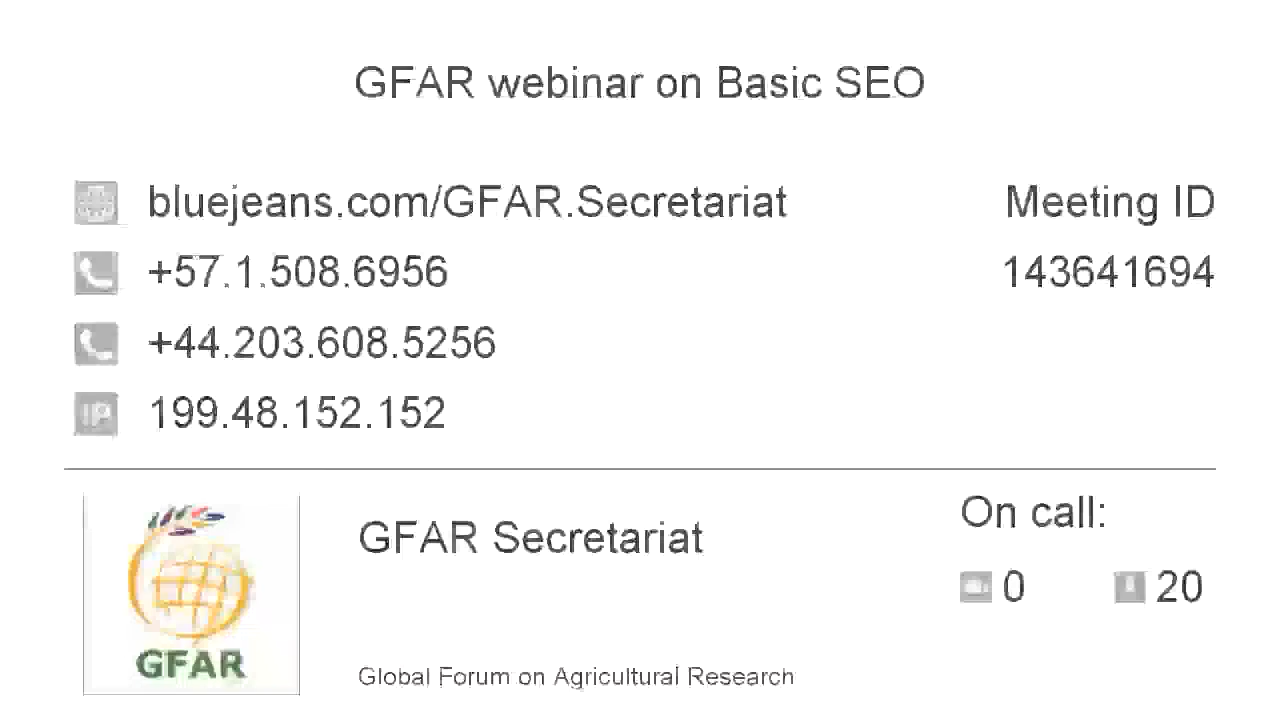 GFAR webinar on Basic SEO
bluejeans.com/GFAR.Secretariat
Meeting ID
+57.1.508.6956
143641694
+44.203.608.5256
IP
199.48.152.152
On call:
GFAR Secretariat
0
20
GFAR
Global Forum on Agricultural Research